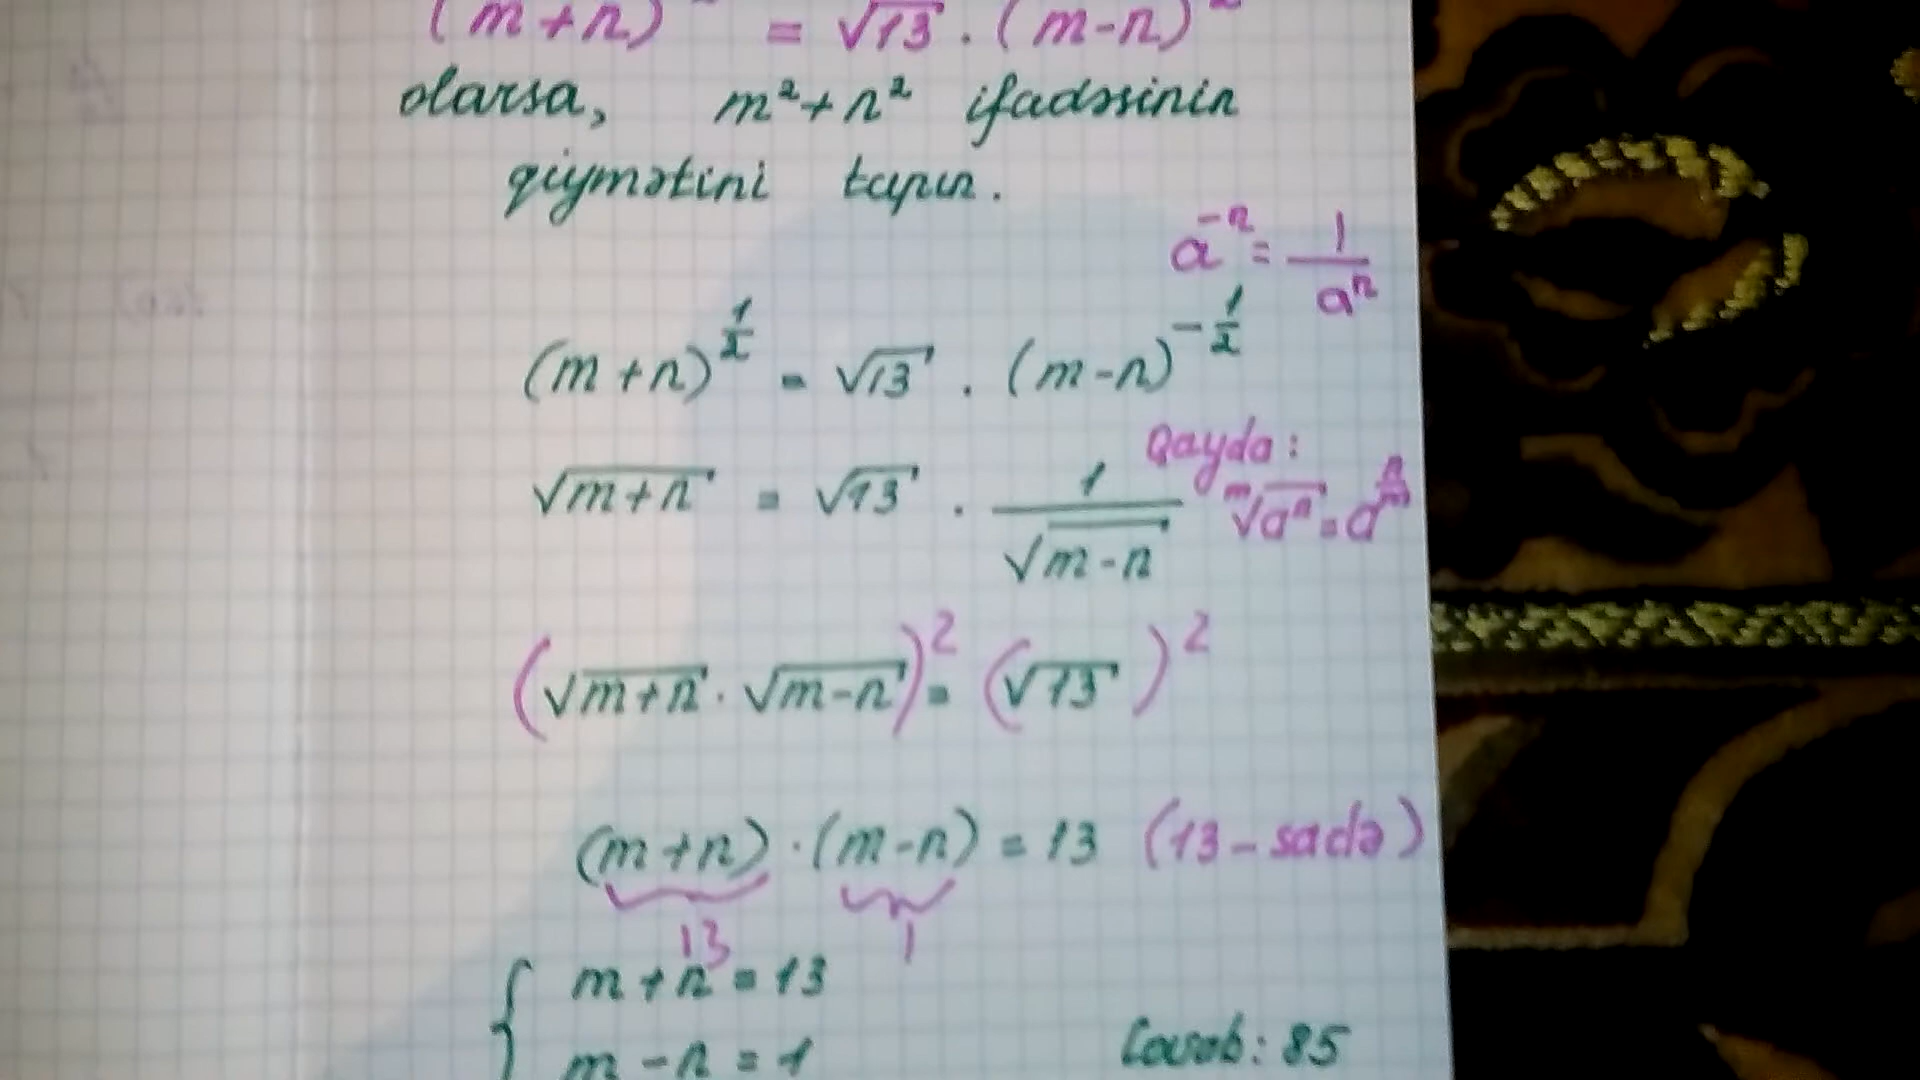 (m+n) = √13 · (m-n)
olarsa, m²+n² ifadəsinin
qiymətini tapın.
a⁻ⁿ = 1/aⁿ
(m+n)^(1/2) = √13 · (m-n)^(-1/2)
Qayda:
√(m+n) = √13 · 1/√(m-n)
ᵐ√aⁿ = a^(n/m)
(√(m+n) · √(m-n))² = (√13)²
(m+n) · (m-n) = 13 (13-sadə)
13 1
{ m+n=13
m-n=1 Cavab: 85